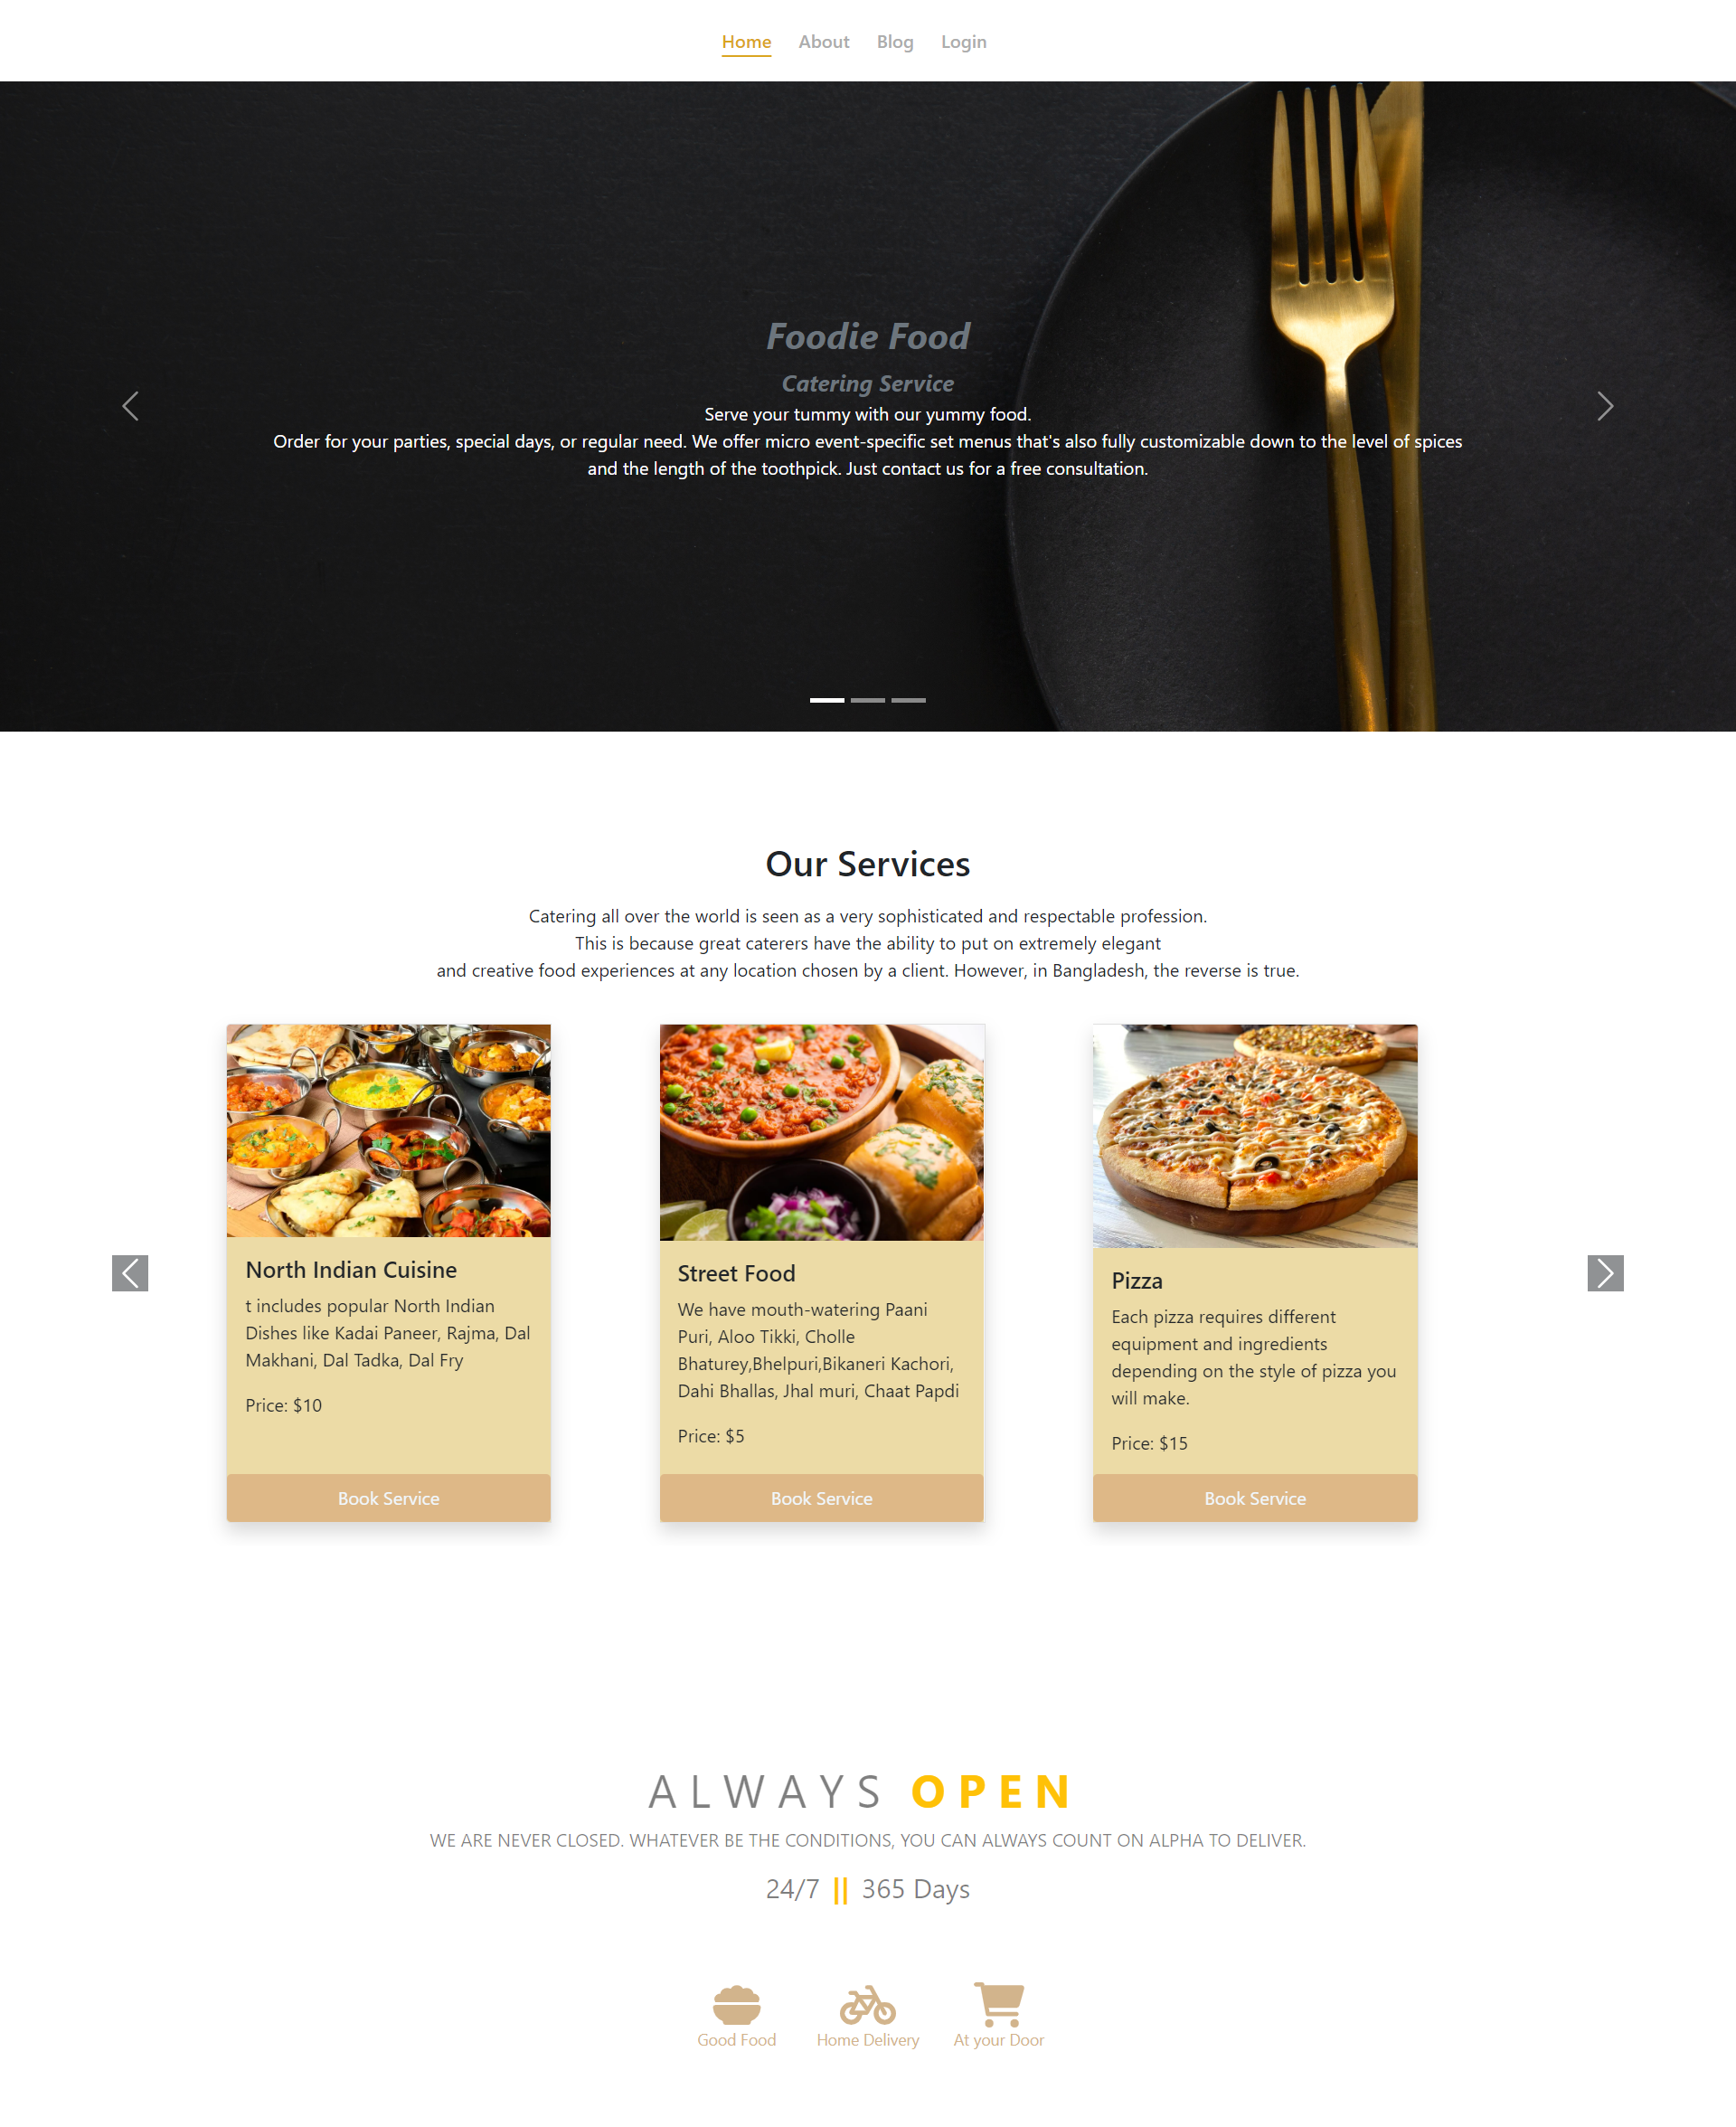 Home About Blog Login
Foodie Food
Catering Service
Serve your tummy with our yummy food.
Order for your parties, special days, or regular need. We offer micro event-specific set menus that's also fully customizable down to the level of spices
and the length of the toothpick. Just contact us for a free consultation.
Our Services
Catering all over the world is seen as a very sophisticated and respectable profession.
This is because great caterers have the ability to put on extremely elegant
and creative food experiences at any location chosen by a client. However, in Bangladesh, the reverse is true.
North Indian Cuisine
t includes popular North Indian
Dishes like Kadai Paneer, Rajma, Dal
Makhani, Dal Tadka, Dal Fry
Price: $10
Book Service
Street Food
We have mouth-watering Paani
Puri, Aloo Tikki, Cholle
Bhaturey,Bhelpuri,Bikaneri Kachori,
Dahi Bhallas, Jhal muri, Chaat Papdi
Price: $5
Book Service
Pizza
Each pizza requires different
equipment and ingredients
depending on the style of pizza you
will make.
Price: $15
Book Service
ALWAYS OPEN
WE ARE NEVER CLOSED. WHATEVER BE THE CONDITIONS, YOU CAN ALWAYS COUNT ON ALPHA TO DELIVER.
24/7 || 365 Days
Good Food
Home Delivery
At your Door